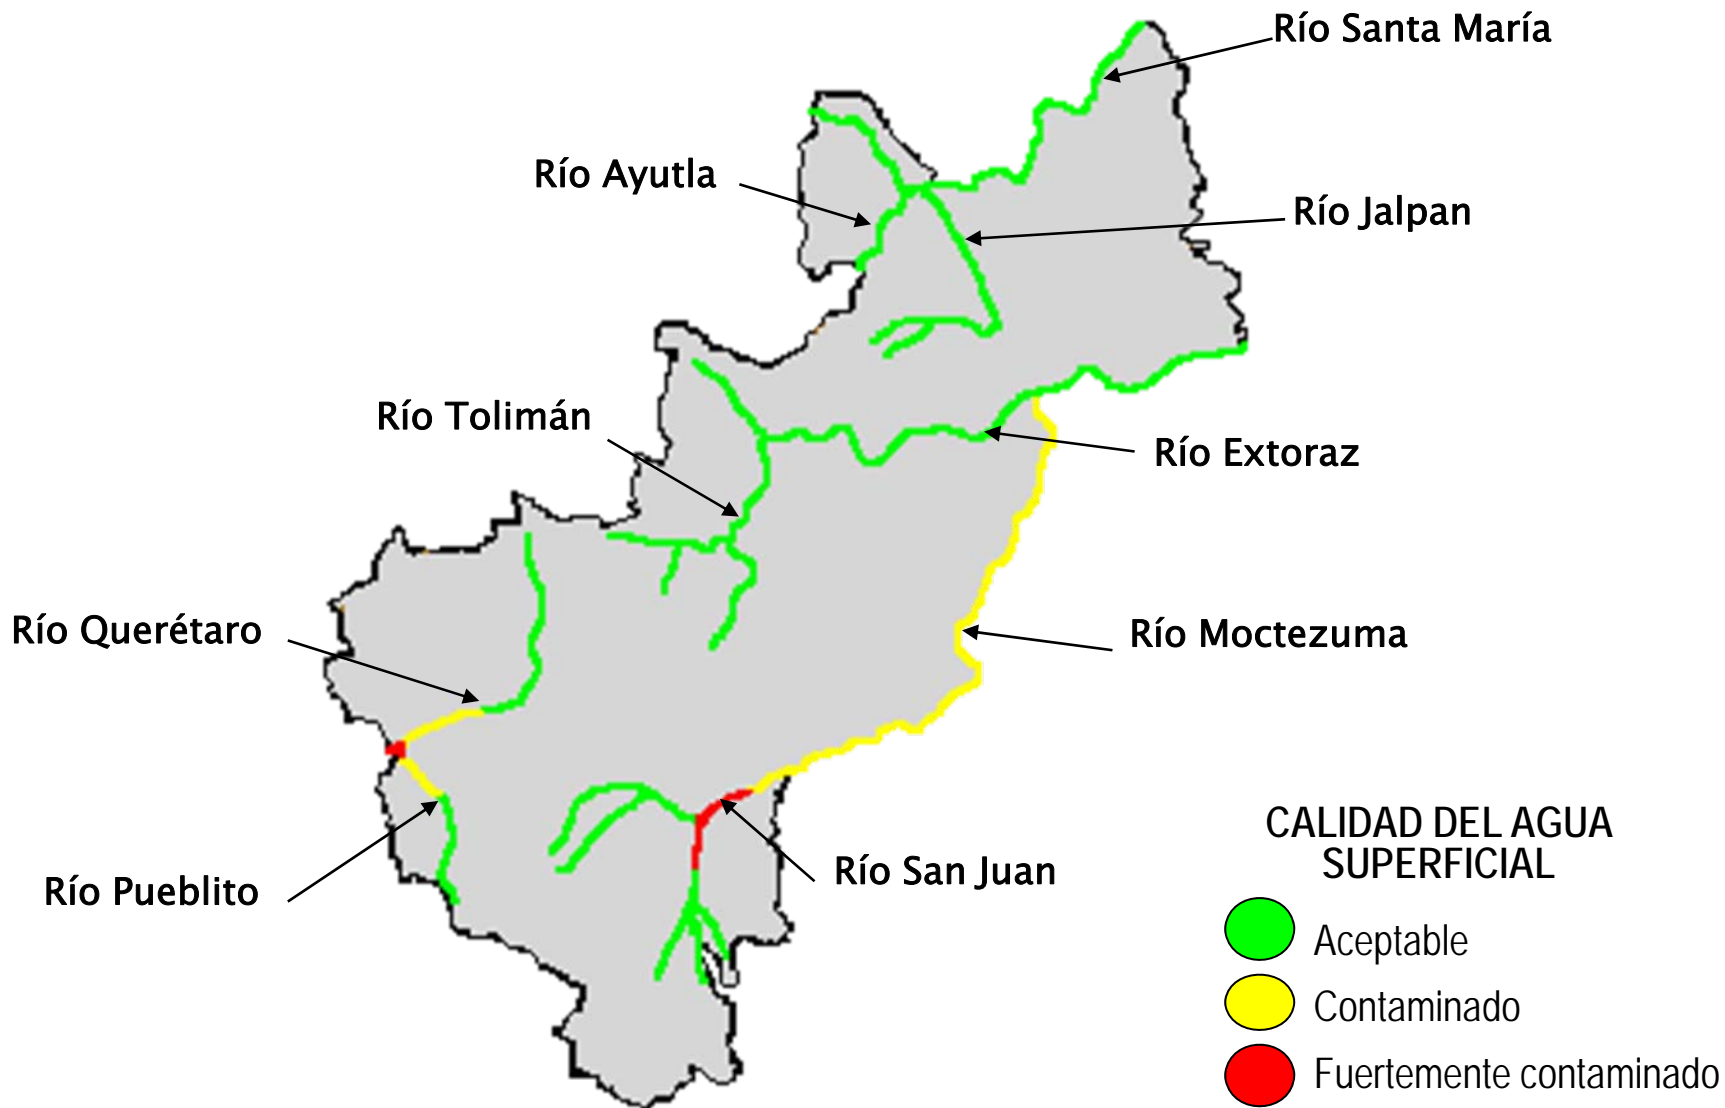 Río Santa María
Río Ayutla
Río Jalpan
Río Tolimán
Río Extoraz
Río Querétaro
Río Moctezuma
Río San Juan
Río Pueblito
CALIDAD DEL AGUA
SUPERFICIAL
Aceptable
Contaminado
Fuertemente contaminado